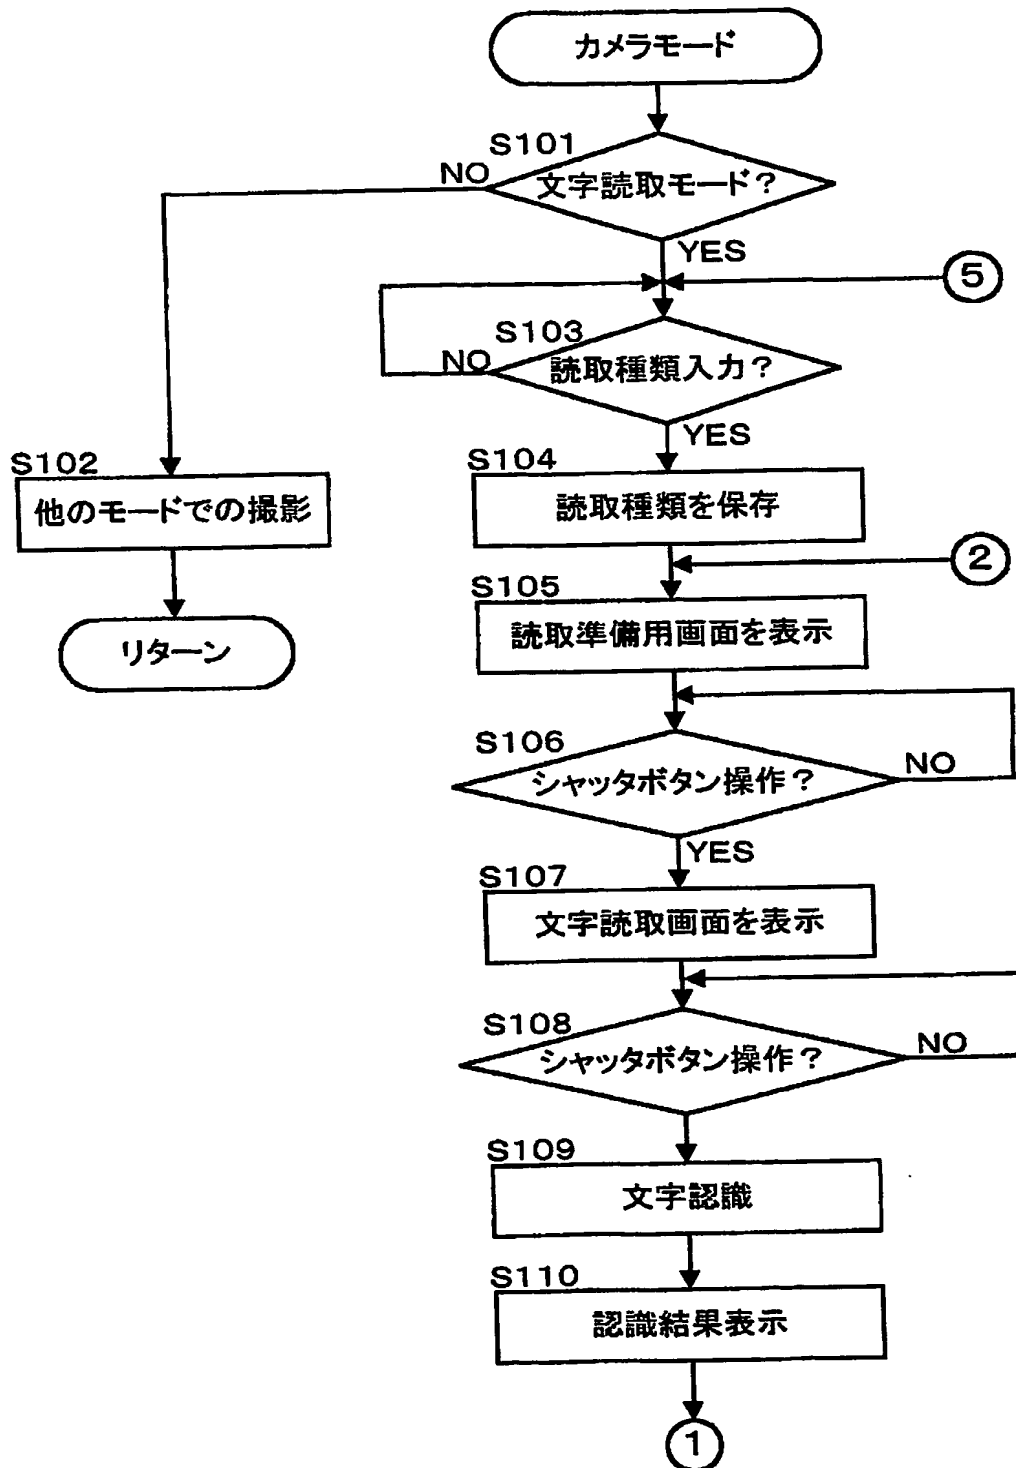 カメラモード
S101
NO
文字読取モード?
YES
5
S103
NO
読取種類入力?
YES
S102
他のモードでの撮影
S104
読取種類を保存
2
リターン
S105
読取準備用画面を表示
S106
シャッタボタン操作?
NO
YES
S107
文字読取画面を表示
S108
シャッタボタン操作?
NO
S109
文字認識
S110
認識結果表示
1